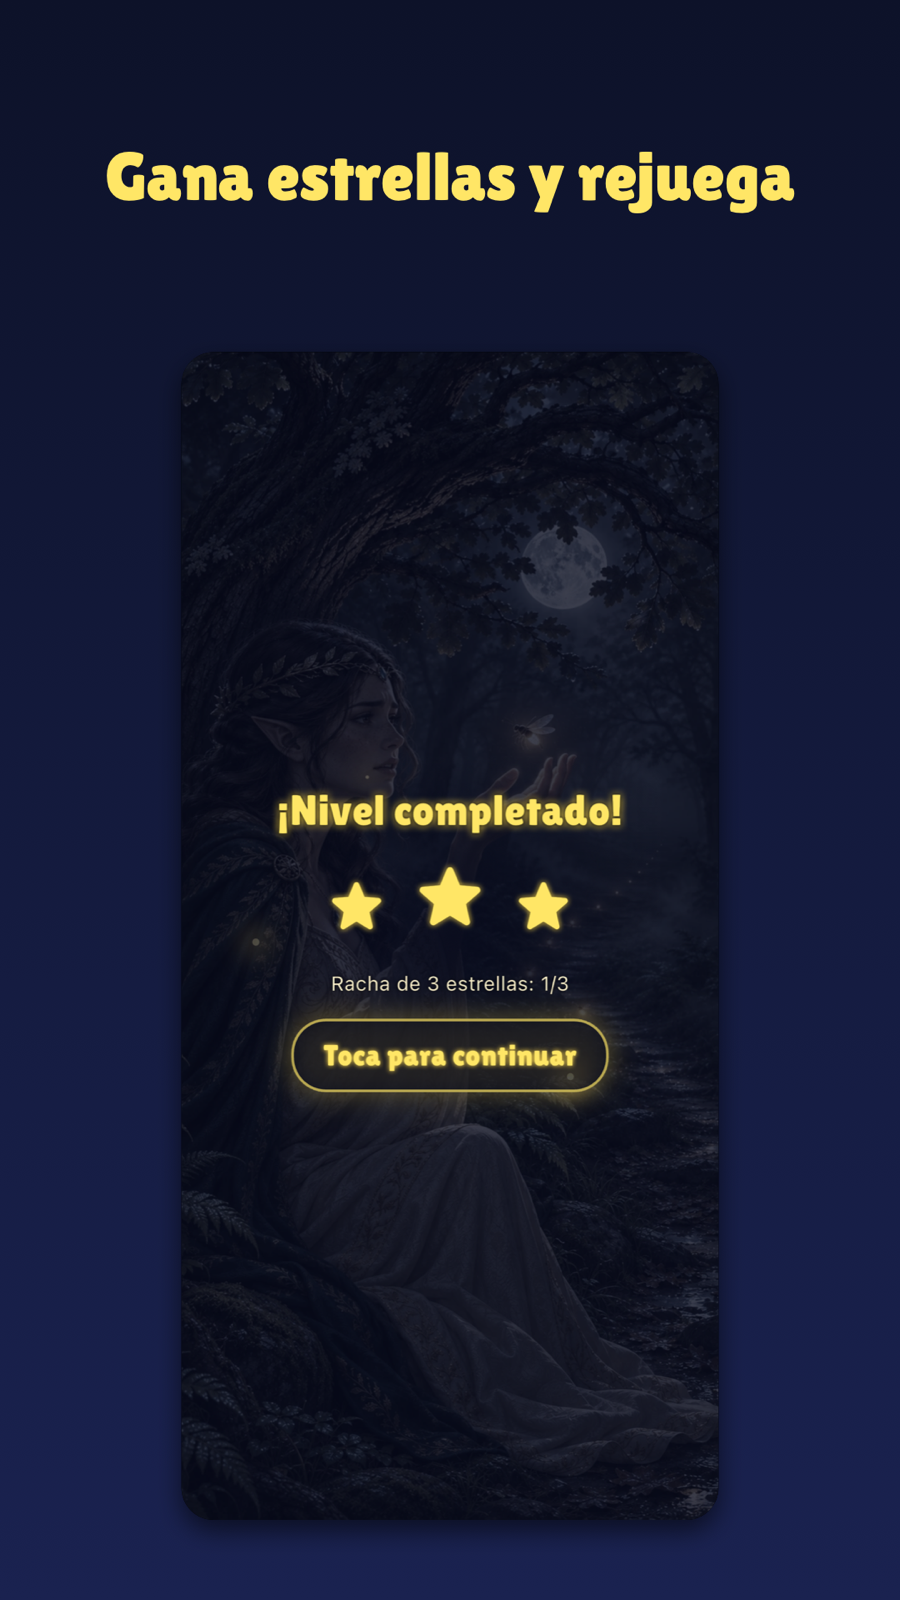 Gana estrellas y rejuega
¡Nivel completado!
Racha de 3 estrellas: 1/3
Toca para continuar